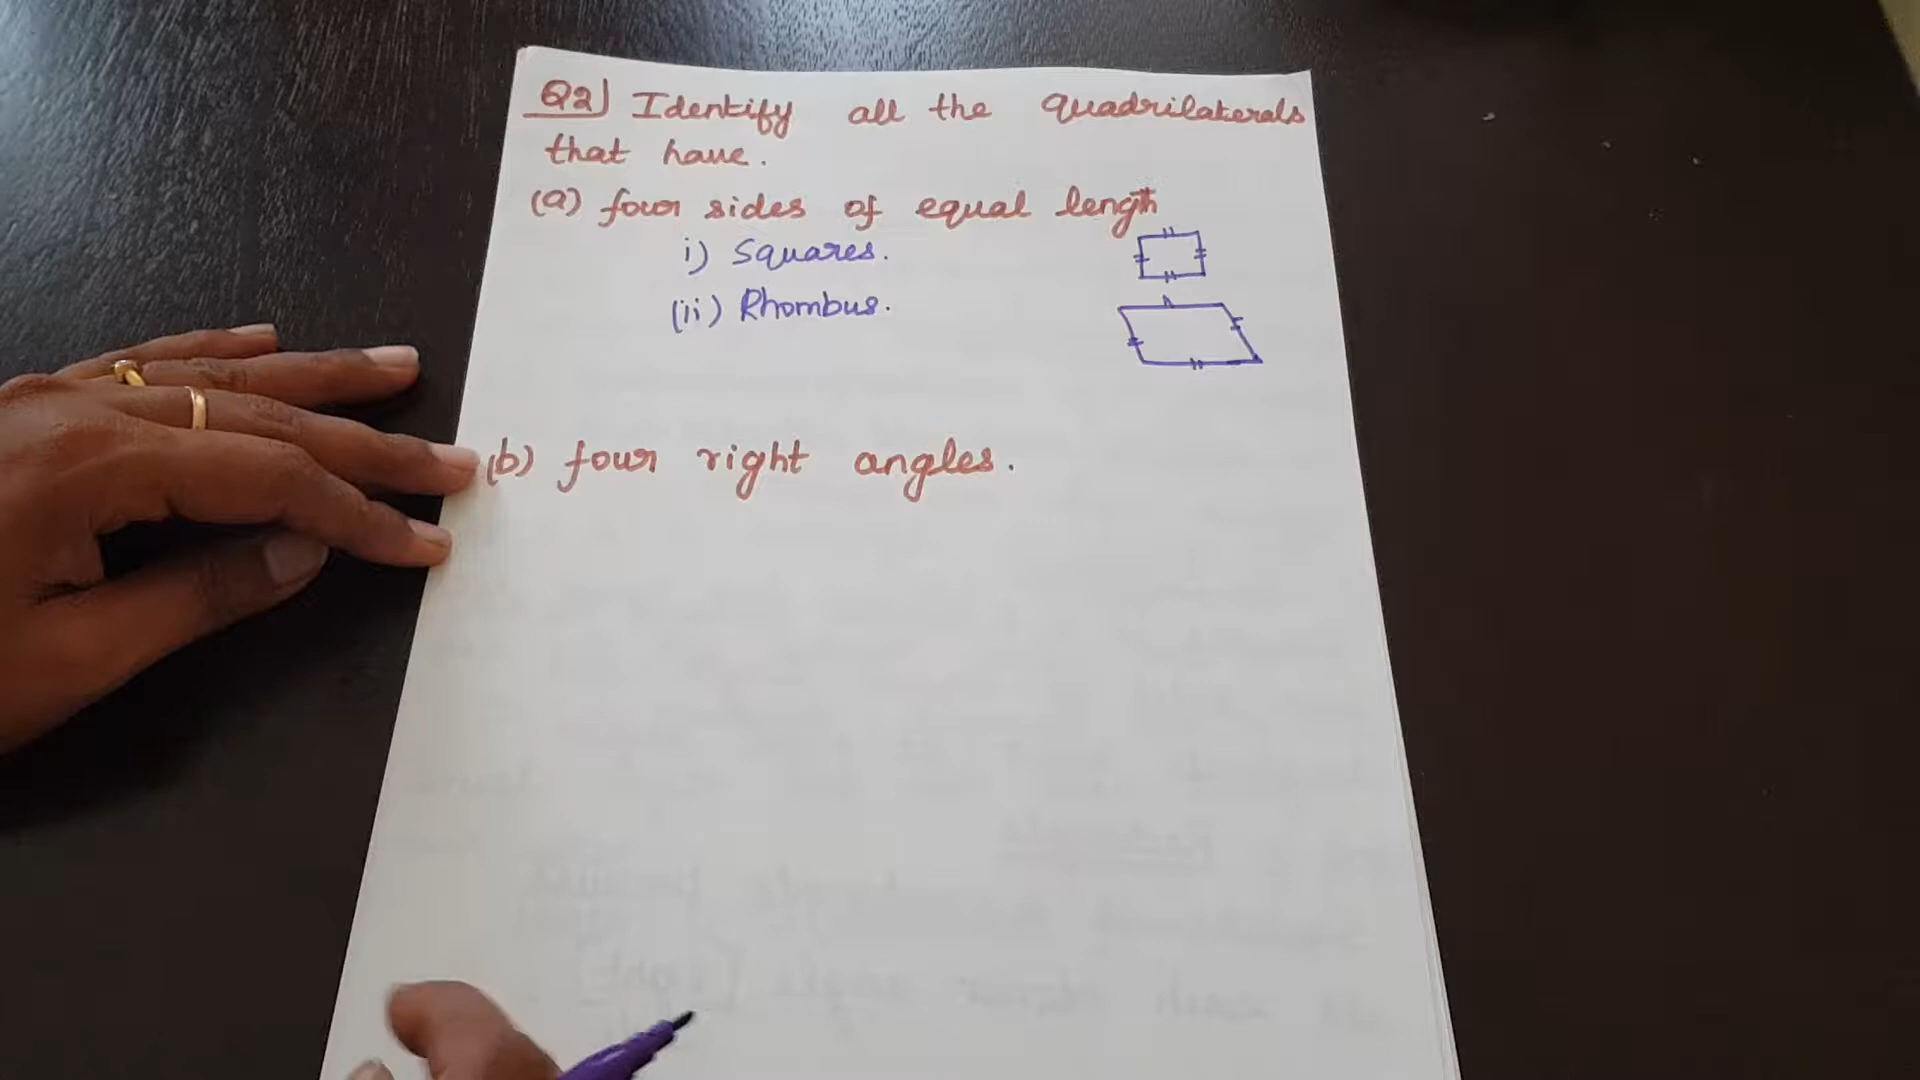 Q2) Identify all the quadrilaterals
that have.
(a) four sides of equal length
i) Squares.
(ii) Rhombus.
(b) four right angles.